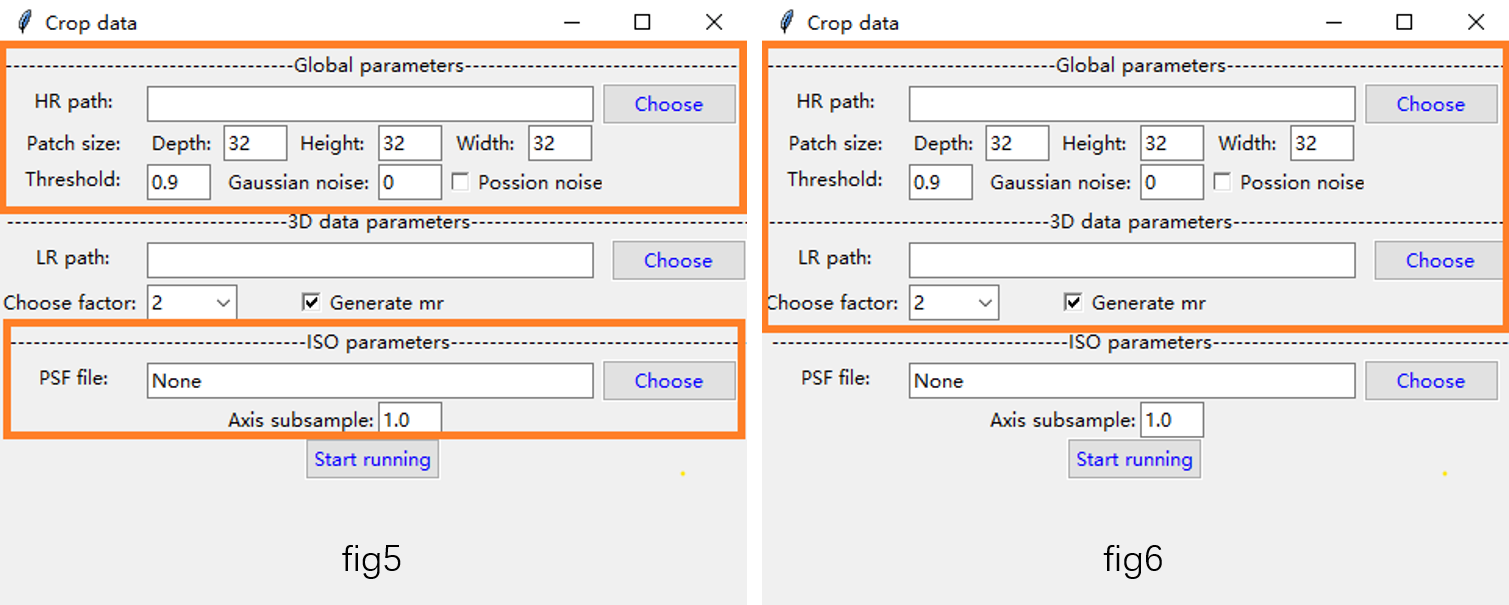 Crop data
Global parameters
HR path: Choose
Patch size: Depth: 32 Height: 32 Width: 32
Threshold: 0.9 Gaussian noise: 0 Possion noise
3D data parameters
LR path: Choose
Choose factor: 2 Generate mr
ISO parameters
PSF file: None Choose
Axis subsample: 1.0
Start running
fig5
Crop data
Global parameters
HR path: Choose
Patch size: Depth: 32 Height: 32 Width: 32
Threshold: 0.9 Gaussian noise: 0 Possion noise
3D data parameters
LR path: Choose
Choose factor: 2 Generate mr
ISO parameters
PSF file: None Choose
Axis subsample: 1.0
Start running
fig6